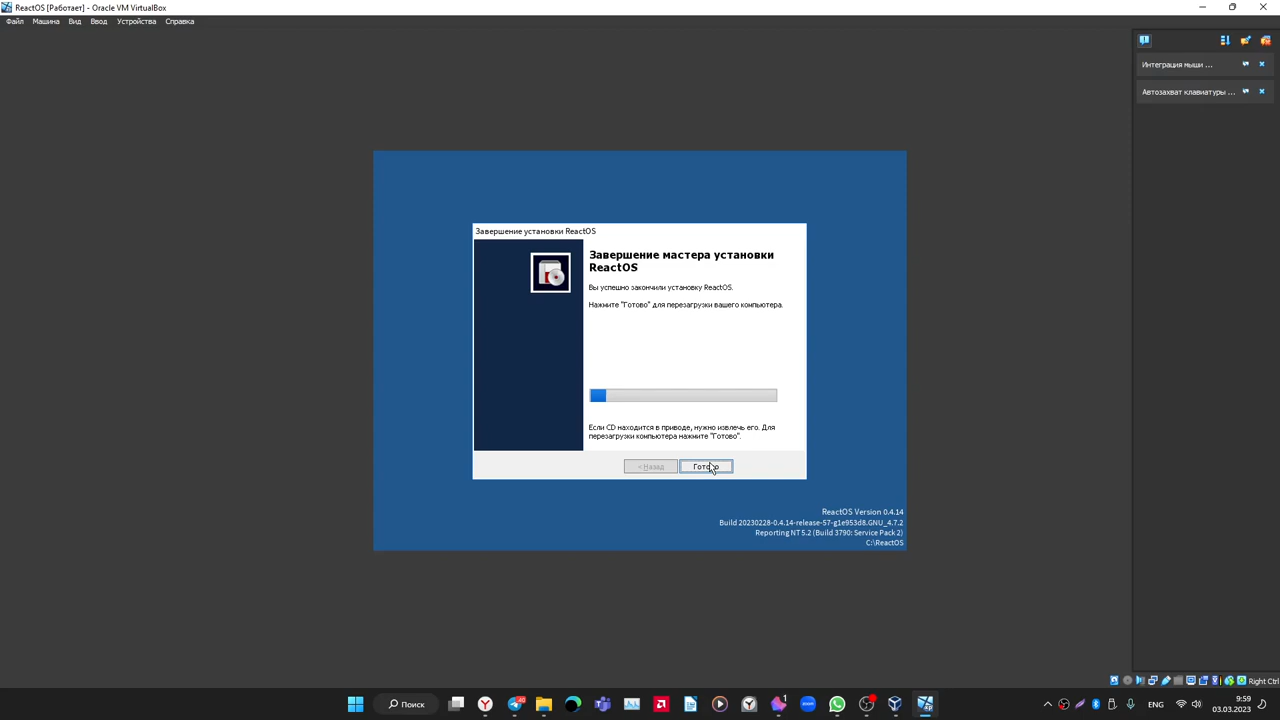 ReactOS [Работает] - Oracle VM VirtualBox
Файл Машина Вид Ввод Устройства Справка
Интеграция мыши ...
Автозахват клавиатуры ...
Завершение установки ReactOS
Завершение мастера установки
ReactOS
Вы успешно закончили установку ReactOS.
Нажмите "Готово" для перезагрузки вашего компьютера.
Если CD находится в приводе, нужно извлечь его. Для
перезагрузки компьютера нажмите "Готово".
< Назад Готово
ReactOS Version 0.4.14
Build 20230228-0.4.14-release-57-g1e953d8.GNU_4.7.2
Reporting NT 5.2 (Build 3790: Service Pack 2)
C:\ReactOS
Right Ctrl
Поиск
ENG
9:59
03.03.2023